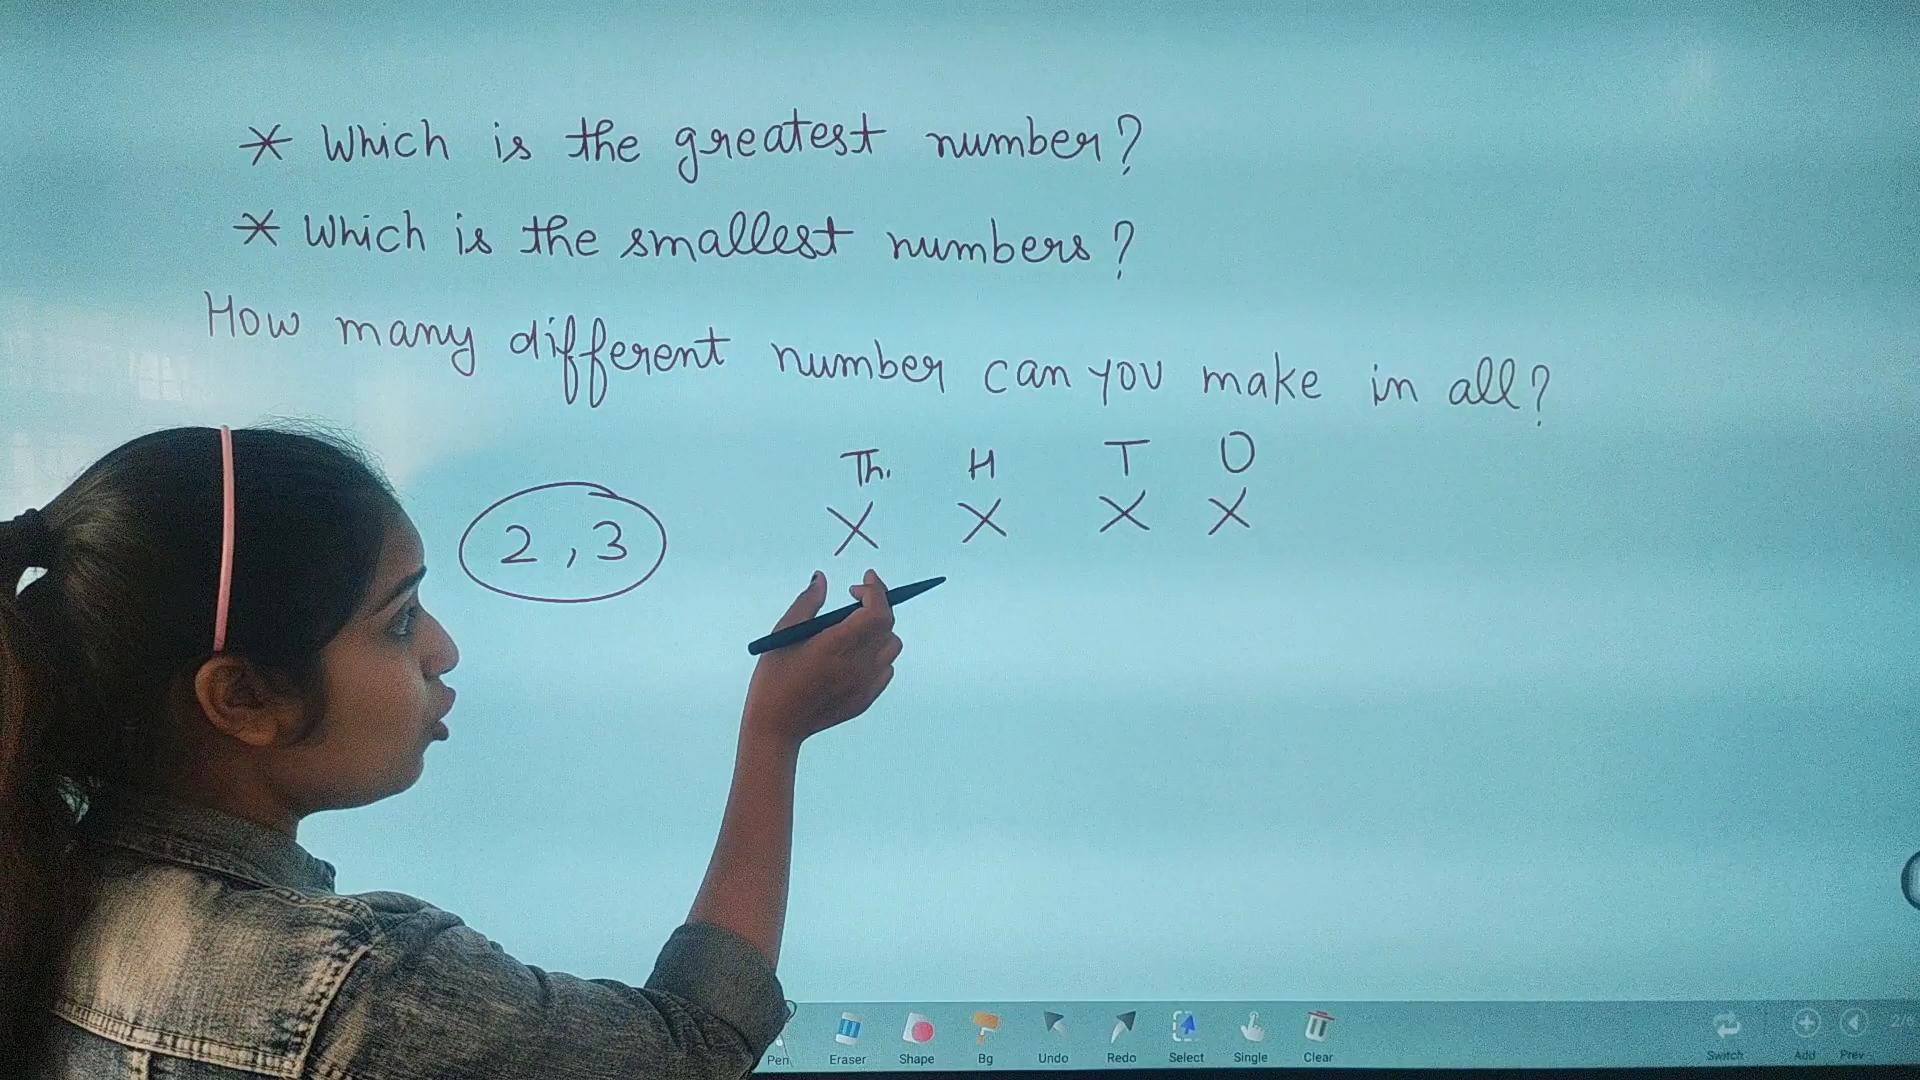 * Which is the greatest number?
* Which is the smallest numbers?
How many different number can you make in all?
Th. H T O
2,3 X X X X
Pen Eraser Shape Bg Undo Redo Select Single Clear Switch Add Prev